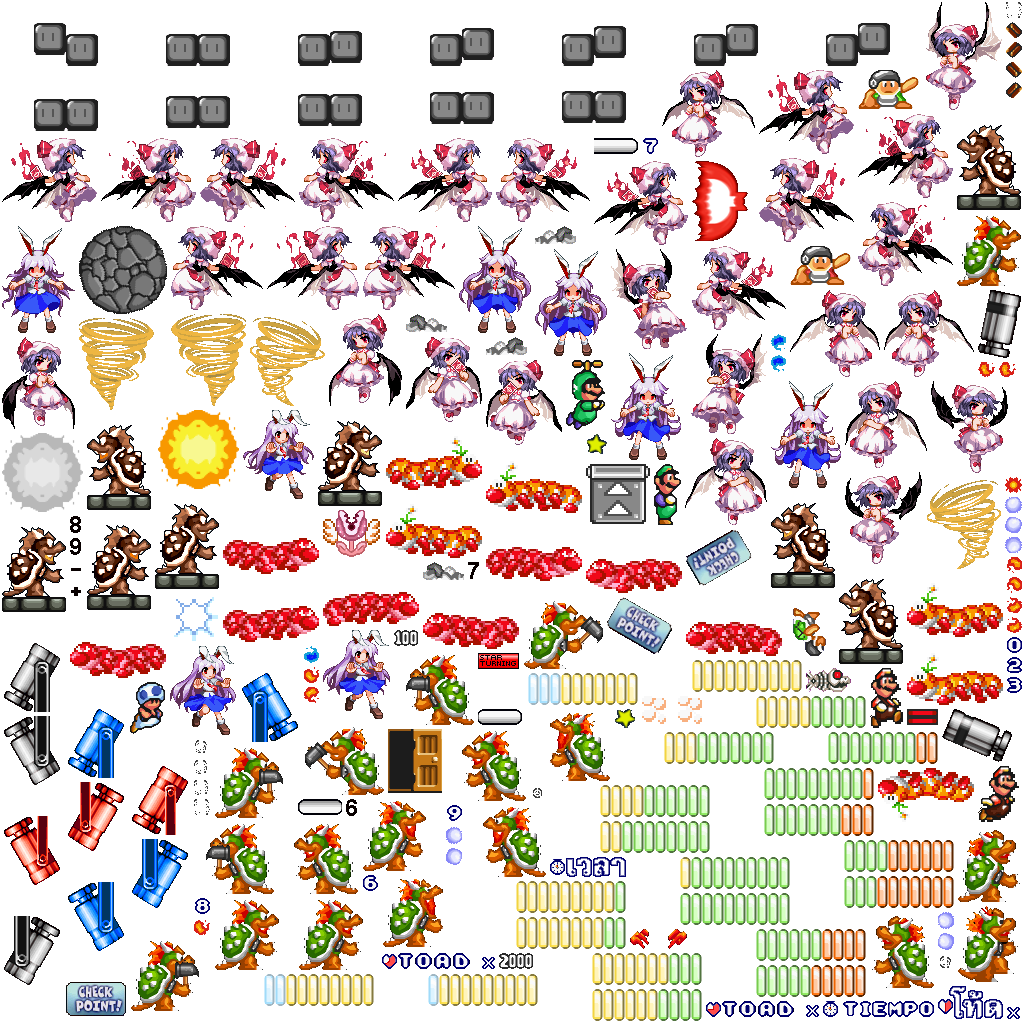 7
8
9
-
+
7
CHECK
POINT!
CHECK
POINT!
100
0
2
3
6
9
เวลา
6
8
♥TOAD x 2000
CHECK
POINT!
♥TOAD x
TIEMPO
♥โท้ด x